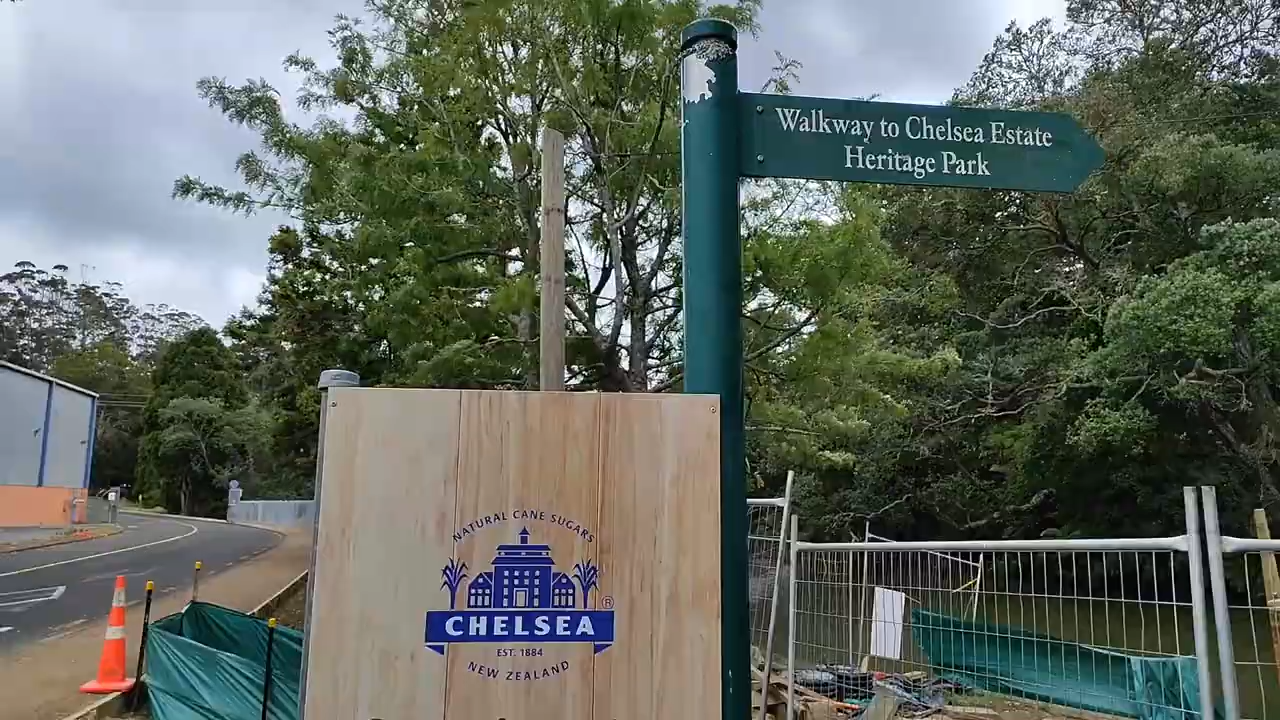 Walkway to Chelsea Estate
Heritage Park
NATURAL CANE SUGARS
®
CHELSEA
EST. 1884
NEW ZEALAND